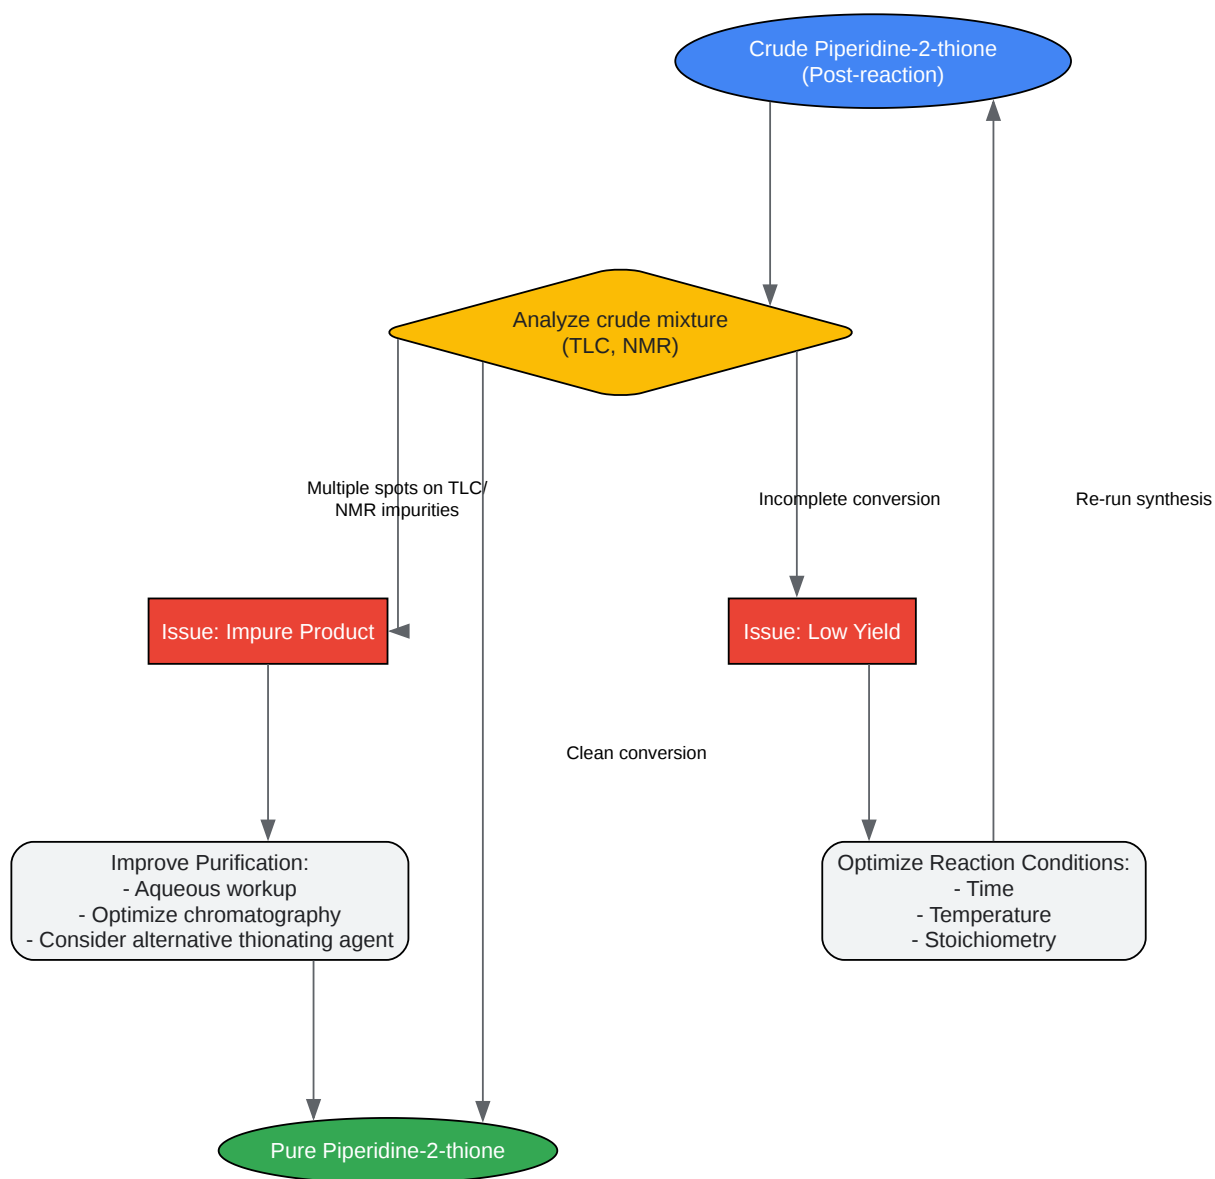 Crude Piperidine-2-thione
(Post-reaction)
Analyze crude mixture
(TLC, NMR)
Multiple spots on TLC/
NMR impurities
Incomplete conversion
Re-run synthesis
Issue: Impure Product
Issue: Low Yield
Clean conversion
Improve Purification:
- Aqueous workup
- Optimize chromatography
- Consider alternative thionating agent
Optimize Reaction Conditions:
- Time
- Temperature
- Stoichiometry
Pure Piperidine-2-thione